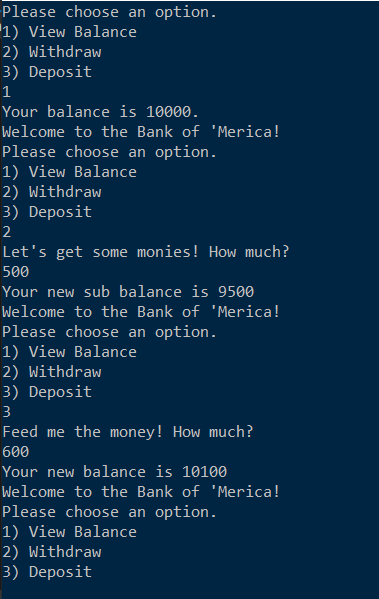 Please choose an option.
1) View Balance
2) Withdraw
3) Deposit
1
Your balance is 10000.
Welcome to the Bank of 'Merica!
Please choose an option.
1) View Balance
2) Withdraw
3) Deposit
2
Let's get some monies! How much?
500
Your new sub balance is 9500
Welcome to the Bank of 'Merica!
Please choose an option.
1) View Balance
2) Withdraw
3) Deposit
3
Feed me the money! How much?
600
Your new balance is 10100
Welcome to the Bank of 'Merica!
Please choose an option.
1) View Balance
2) Withdraw
3) Deposit